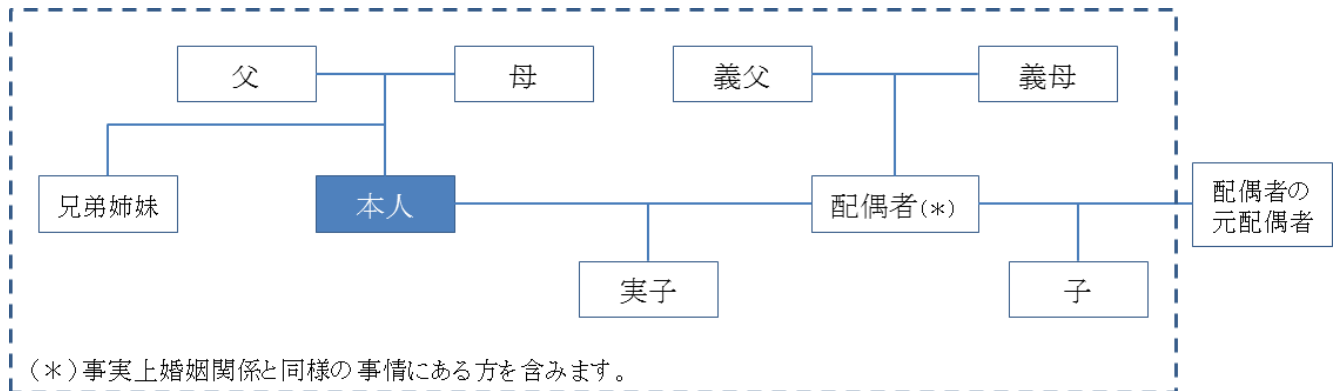 父
母
義父
義母
兄弟姉妹
本人
配偶者(*)
配偶者の
元配偶者
実子
子
(*)事実上婚姻関係と同様の事情にある方を含みます。